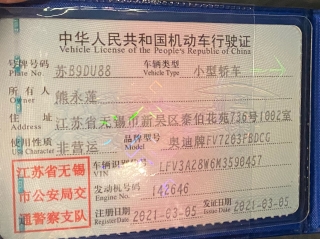 中华人民共和国机动车行驶证
Vehicle License of the People's Republic of China
号牌号码 苏B9DU88 车辆类型 小型轿车
Plate No Vehicle Type
所有人 熊永莲
Owner
住址 江苏省无锡市新吴区泰伯花苑736号1002室
Address
使用性质 非营运 品牌型号 奥迪牌FV7203FBDCG
Use Character Model
江苏省无锡
市公安局交
通警察支队
车辆识别代号 LFV3A28W6M3590457
VIN
发动机号码 142646
Engine No.
注册日期 2021-03-05 发证日期 2021-03-05
Register Date Issue Date